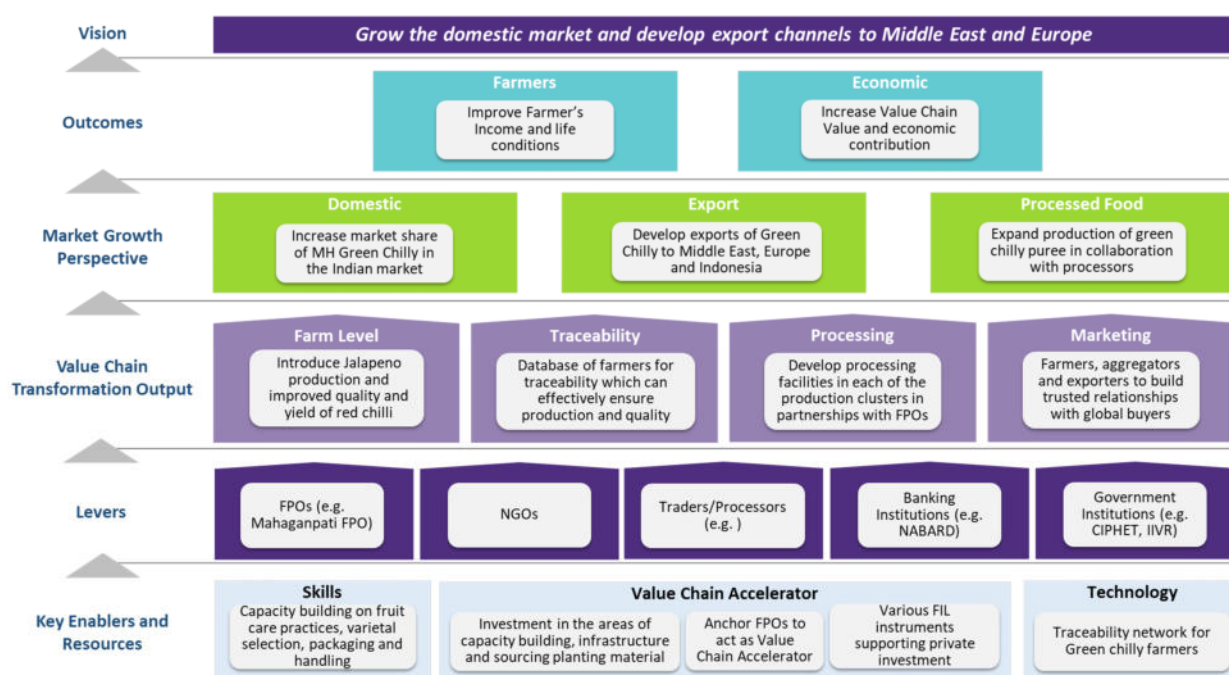 Vision
Grow the domestic market and develop export channels to Middle East and Europe
Outcomes
Farmers
Improve Farmer's
Income and life
conditions
Economic
Increase Value Chain
Value and economic
contribution
Market Growth
Perspective
Domestic
Increase market share
of MH Green Chilly in
the Indian market
Export
Develop exports of Green
Chilly to Middle East, Europe
and Indonesia
Processed Food
Expand production of green
chilly puree in collaboration
with processors
Value Chain
Transformation Output
Farm Level
Introduce Jalapeno
production and
improved quality and
yield of red chilli
Traceability
Database of farmers for
traceability which can
effectively ensure
production and quality
Processing
Develop processing
facilities in each of the
production clusters in
partnerships with FPOs
Marketing
Farmers, aggregators
and exporters to build
trusted relationships
with global buyers
Levers
FPOs (e.g.
Mahaganpati FPO)
NGOs
Traders/Processors
(e.g. )
Banking
Institutions (e.g.
NABARD)
Government
Institutions (e.g.
CIPHET, IIVR)
Key Enablers and
Resources
Skills
Capacity building on fruit
care practices, varietal
selection, packaging and
handling
Value Chain Accelerator
Investment in the areas of
capacity building, infrastructure
and sourcing planting material
Anchor FPOs to
act as Value
Chain Accelerator
Various FIL
instruments
supporting private
investment
Technology
Traceability network for
Green chilly farmers